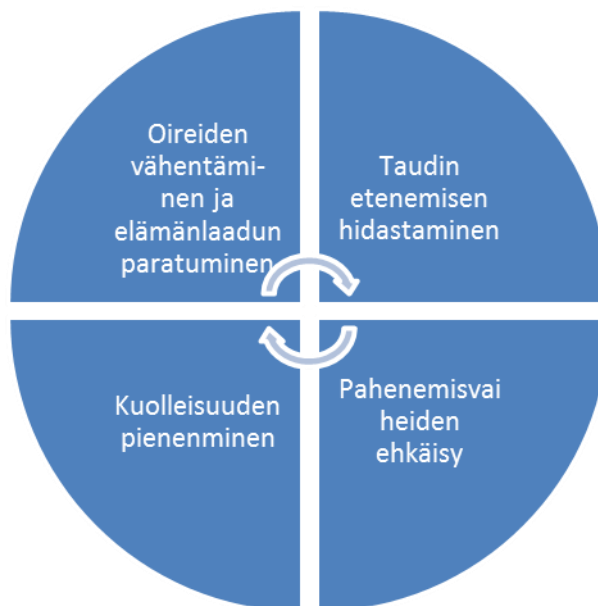 Oireiden
vähentämi-
nen ja
elämänlaadun
paratuminen
Taudin
etenemisen
hidastaminen
Kuolleisuuden
pienenminen
Pahenemisvai
heiden
ehkäisy